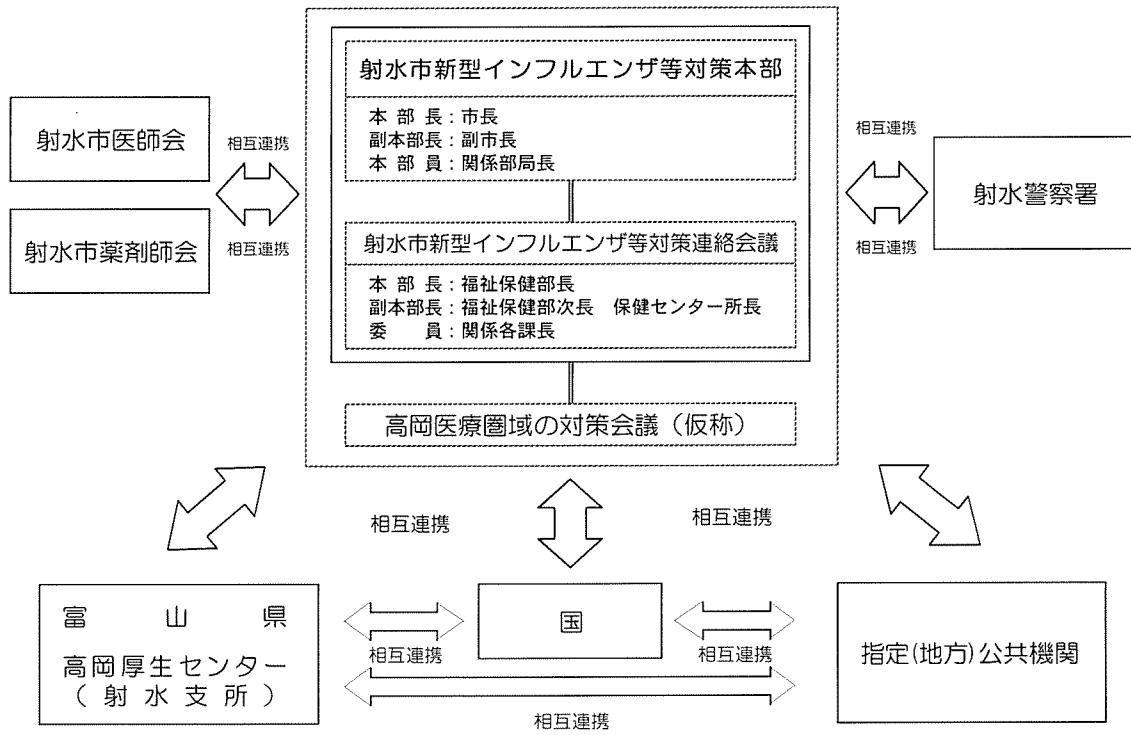 射水市新型インフルエンザ等対策本部
本部長：市長
副本部長：副市長
本部員：関係部局長
射水市医師会
相互連携
相互連携
射水市薬剤師会
相互連携
相互連携
射水警察署
射水市新型インフルエンザ等対策連絡会議
本部長：福祉保健部長
副本部長：福祉保健部次長　保健センター所長
委　員：関係各課長
高岡医療圏域の対策会議（仮称）
相互連携
相互連携
富　山　県
高岡厚生センター
（射水支所）
相互連携
国
相互連携
指定(地方)公共機関
相互連携